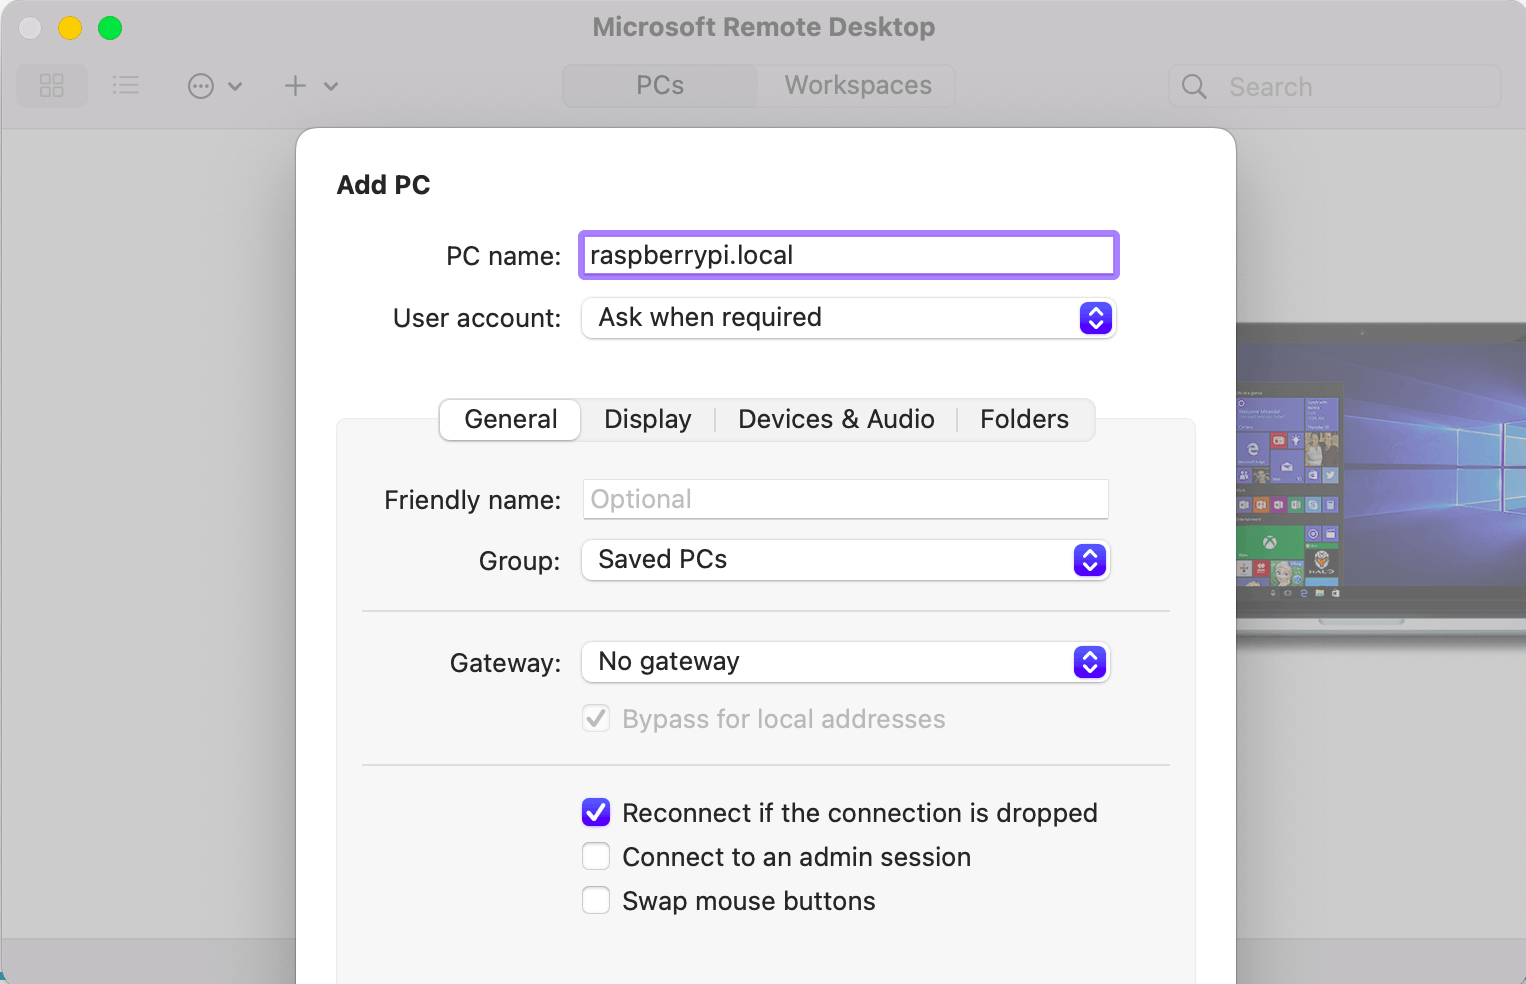 Microsoft Remote Desktop
PCs
Workspaces
Search
Add PC
PC name: raspberrypi.local
User account: Ask when required
General Display Devices & Audio Folders
Friendly name: Optional
Group: Saved PCs
Gateway: No gateway
Bypass for local addresses
Reconnect if the connection is dropped
Connect to an admin session
Swap mouse buttons